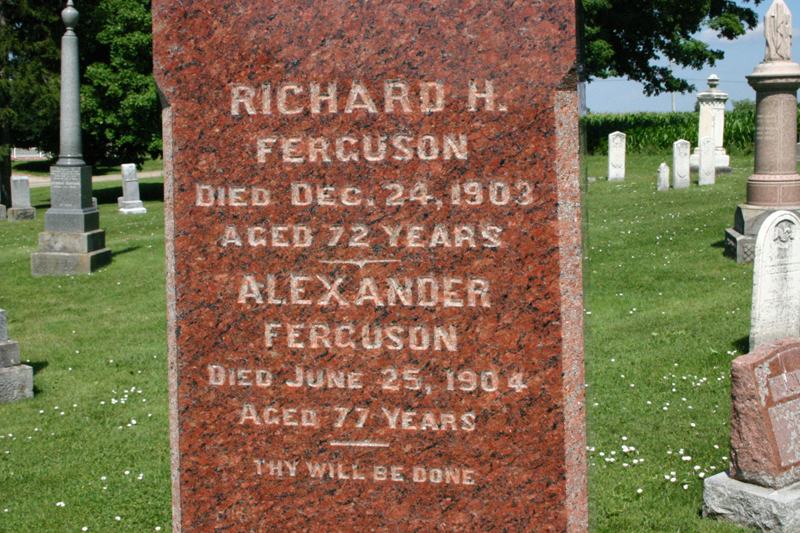 RICHARD H.
FERGUSON
DIED DEC. 24, 1903
AGED 72 YEARS
ALEXANDER
FERGUSON
DIED JUNE 25, 1904
AGED 77 YEARS
THY WILL BE DONE